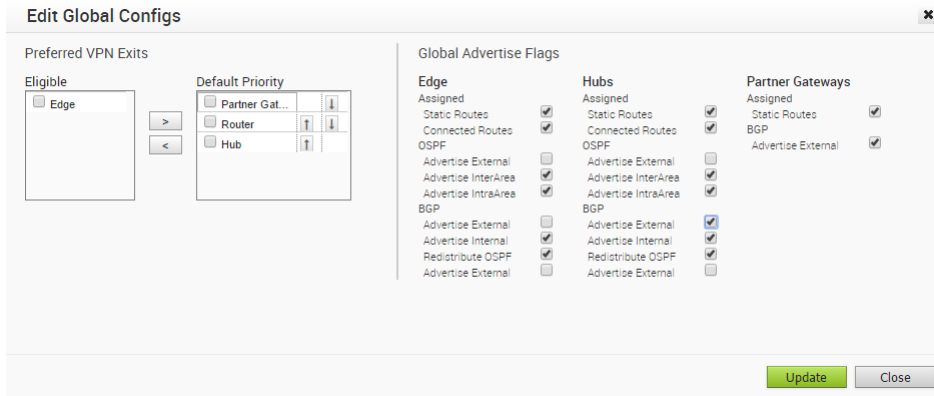 Edit Global Configs
Preferred VPN Exits
Eligible
Edge
>
<
Default Priority
Partner Gat...
Router
Hub
Global Advertise Flags
Edge
Assigned
Static Routes
Connected Routes
OSPF
Advertise External
Advertise InterArea
Advertise IntraArea
BGP
Advertise External
Advertise Internal
Redistribute OSPF
Advertise External
Hubs
Assigned
Static Routes
Connected Routes
OSPF
Advertise External
Advertise InterArea
Advertise IntraArea
BGP
Advertise External
Advertise Internal
Redistribute OSPF
Advertise External
Partner Gateways
Assigned
Static Routes
BGP
Advertise External
Update
Close